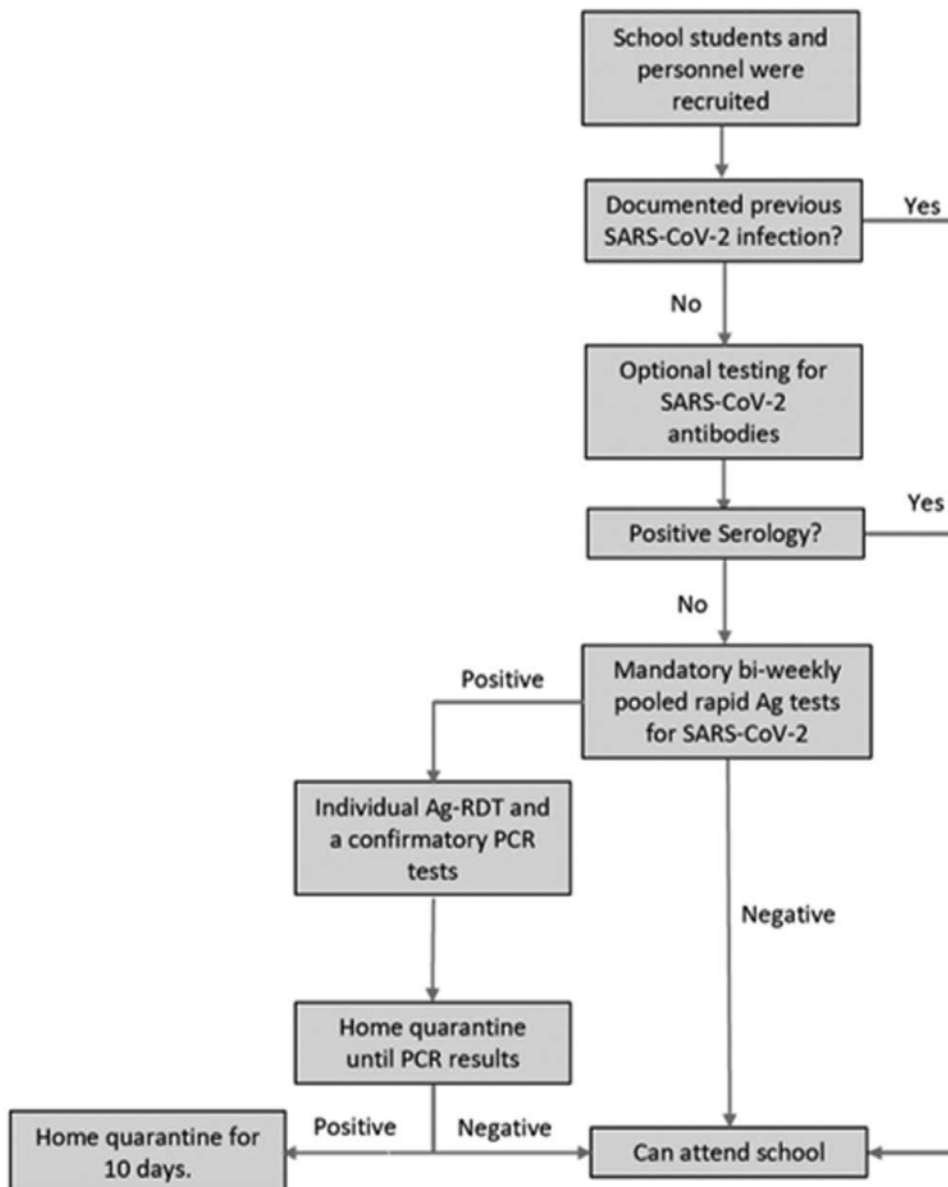 School students and
personnel were
recruited
Documented previous
SARS-CoV-2 infection?
Yes
No
Optional testing for
SARS-CoV-2
antibodies
Positive Serology?
Yes
No
Mandatory bi-weekly
pooled rapid Ag tests
for SARS-CoV-2
Positive
Individual Ag-RDT and
a confirmatory PCR
tests
Negative
Home quarantine
until PCR results
Positive
Negative
Home quarantine for
10 days.
Can attend school